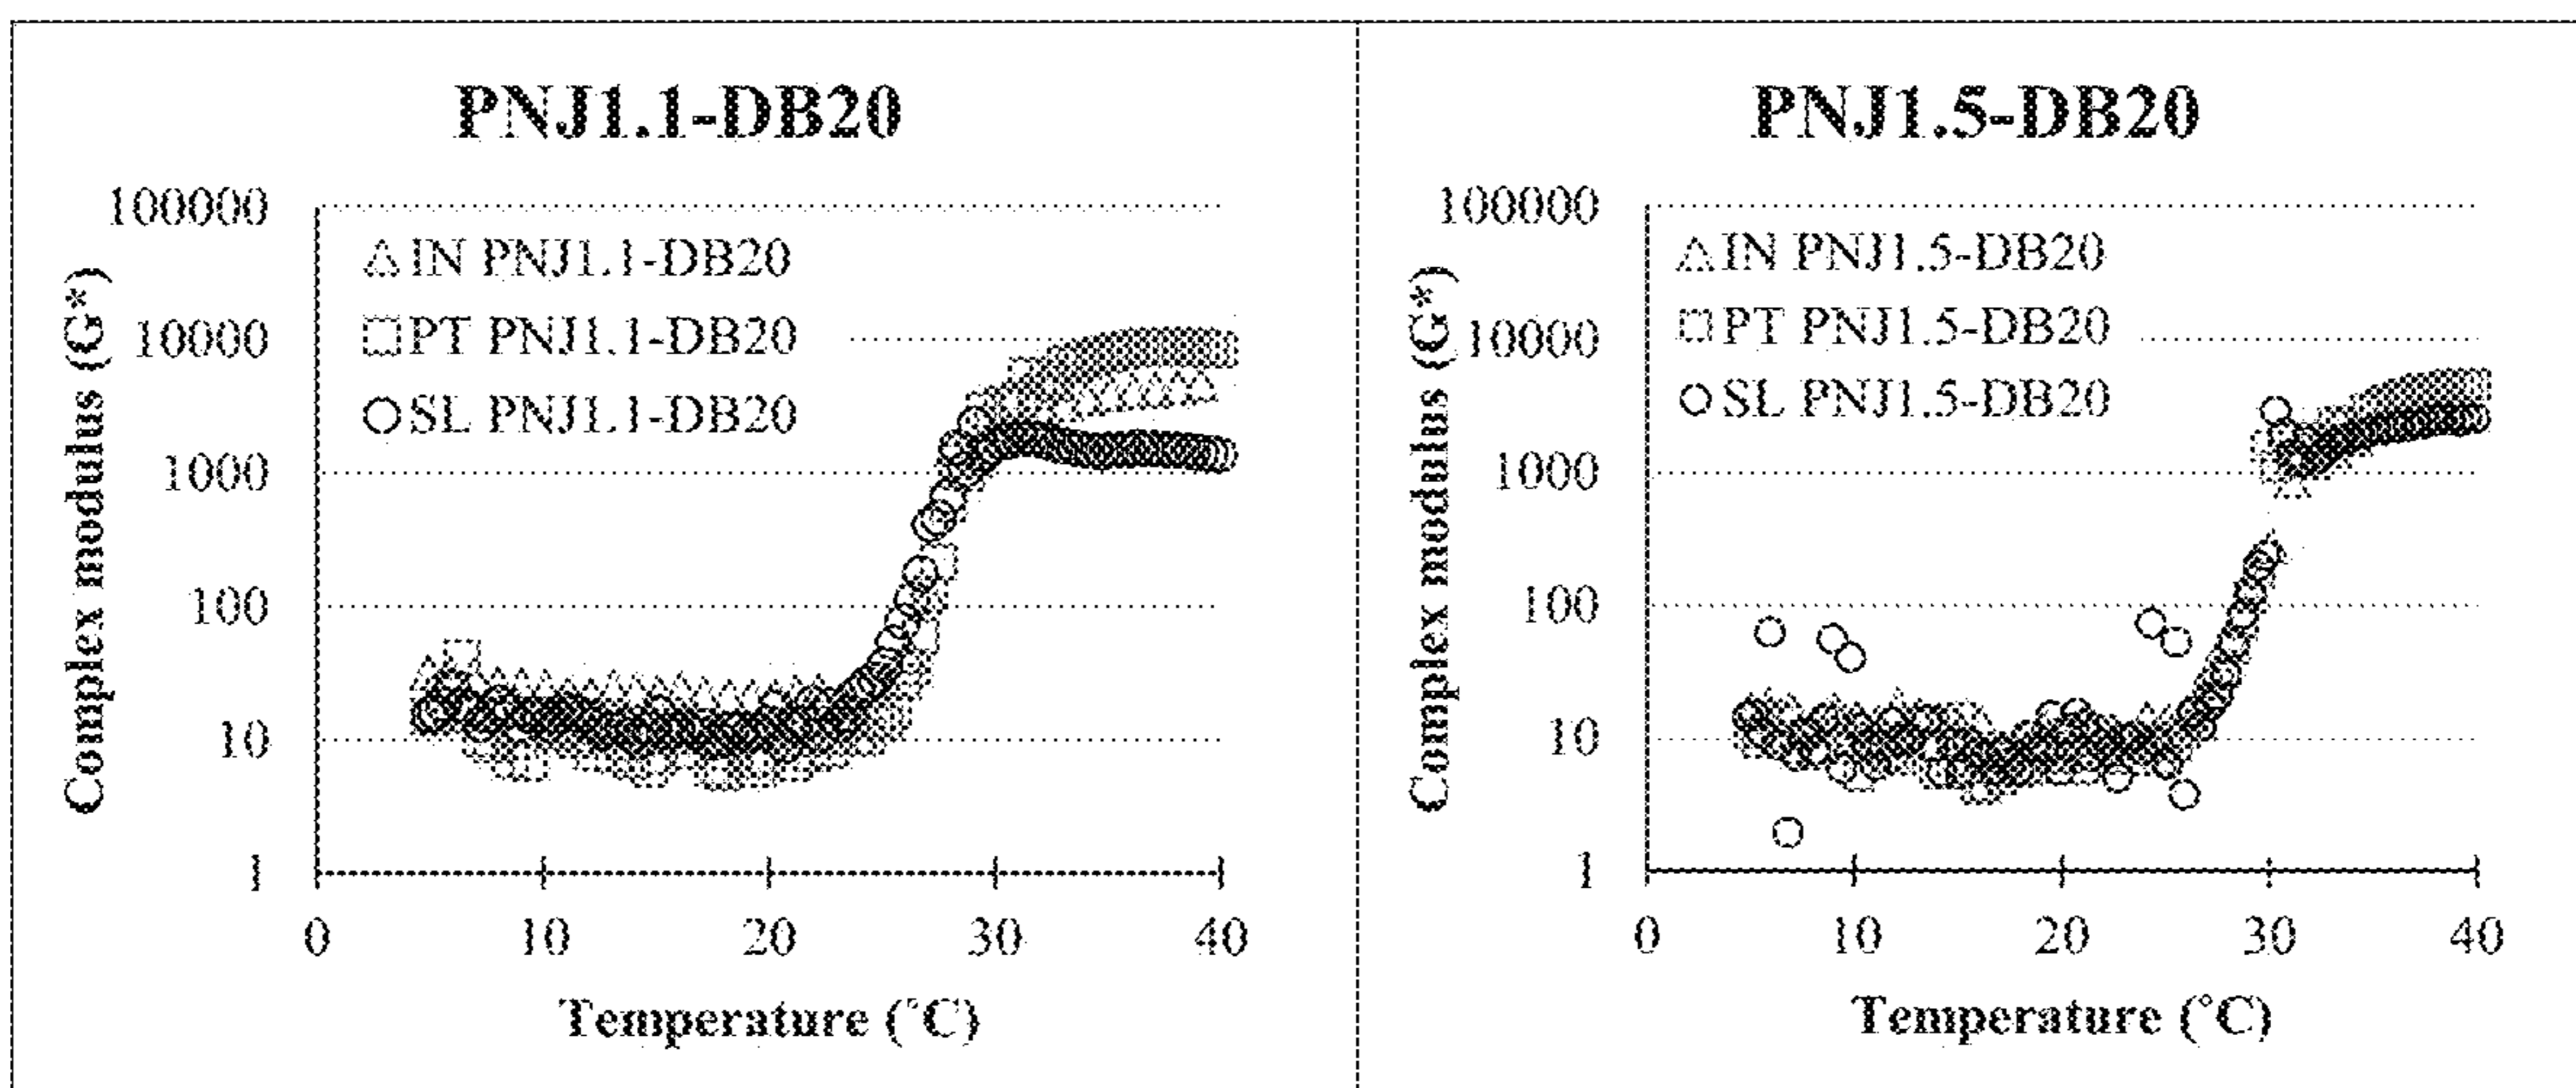 PNJ1.1-DB20
100000
10000
1000
100
10
1
Complex modulus (G*)
△IN PNJ1.1-DB20
□PT PNJ1.1-DB20
○SL PNJ1.1-DB20
0 10 20 30 40
Temperature (°C)
PNJ1.5-DB20
100000
10000
1000
100
10
1
Complex modulus (G*)
△IN PNJ1.5-DB20
□PT PNJ1.5-DB20
○SL PNJ1.5-DB20
0 10 20 30 40
Temperature (°C)